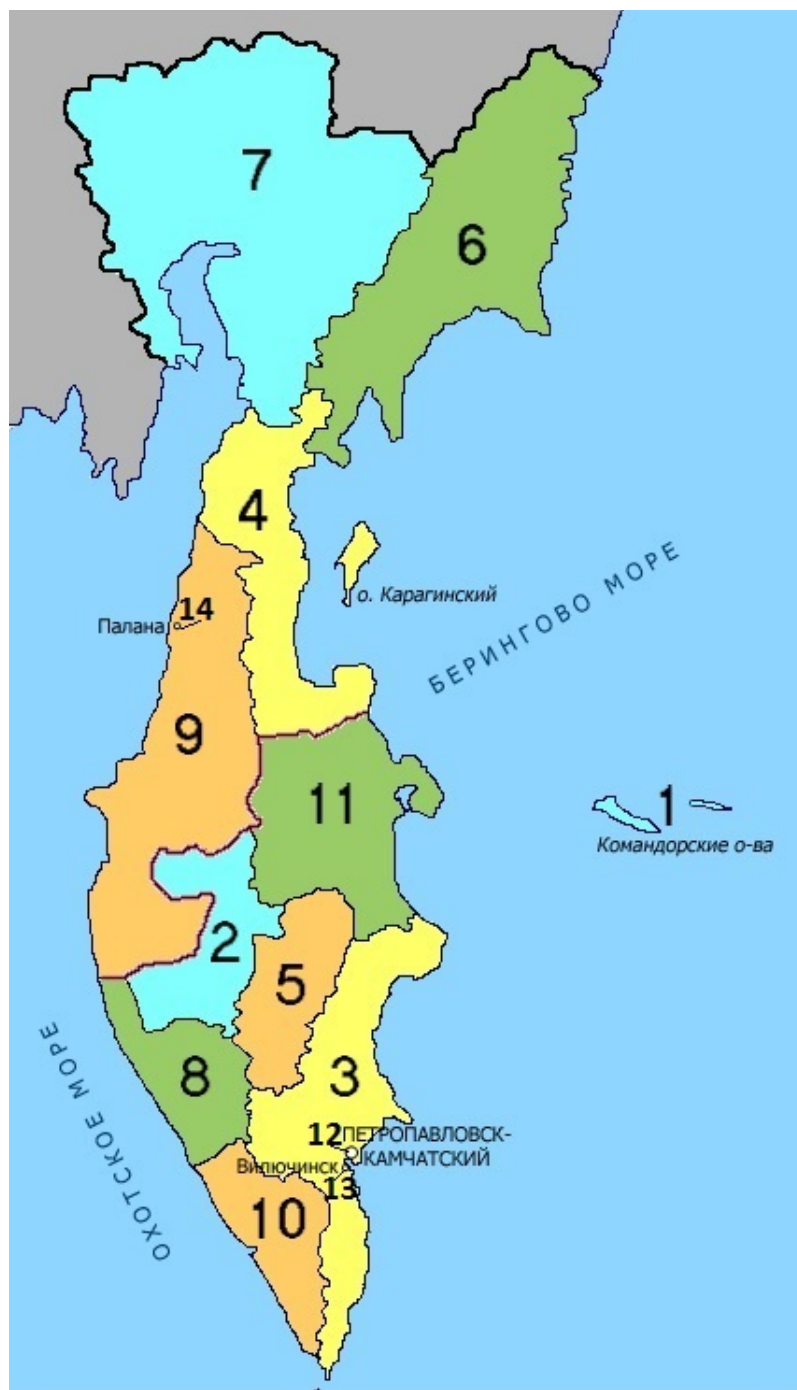 7
6
4
о. Карагинский
14
Палана
БЕРИНГОВО МОРЕ
9
11
1
Командорские о-ва
2
5
8
3
ОХОТСКОЕ МОРЕ
12
ПЕТРОПАВЛОВСК-
КАМЧАТСКИЙ
Вилючинск
13
10